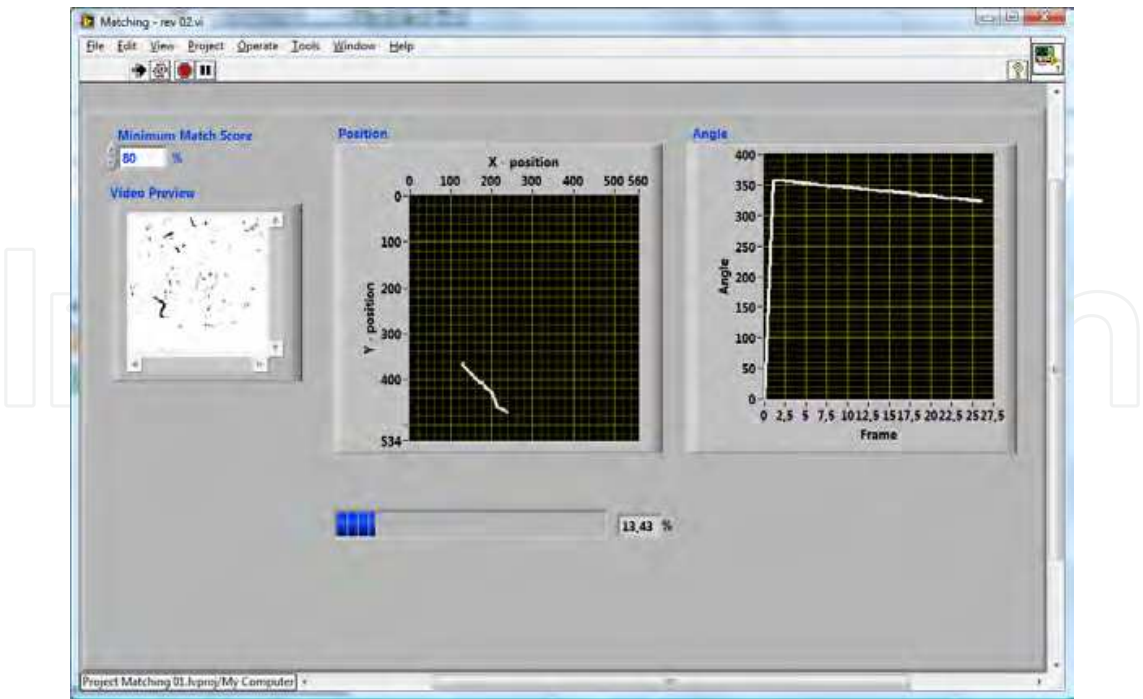 Matching - rev 02.vi
File Edit View Project Operate Tools Window Help
Minimum Match Score
80 %
Video Preview
Position
X - position
0 100 200 300 400 500 560
0
100
200
300
400
534
Y - position
Angle
400
350
300
250
200
150
100
50
0
Angle
0 2,5 5 7,5 10 12,5 15 17,5 20 22,5 25 27,5
Frame
13,43 %
Project Matching 01.lvproj/My Computer